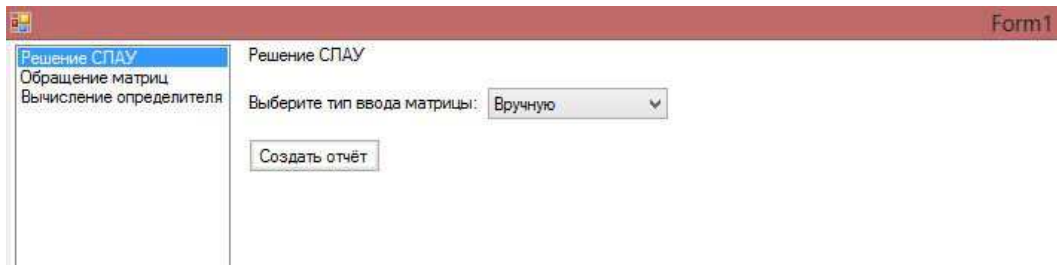 Form1
Решение СЛАУ
Обращение матриц
Вычисление определителя
Решение СЛАУ
Выберите тип ввода матрицы: Вручную
Создать отчёт